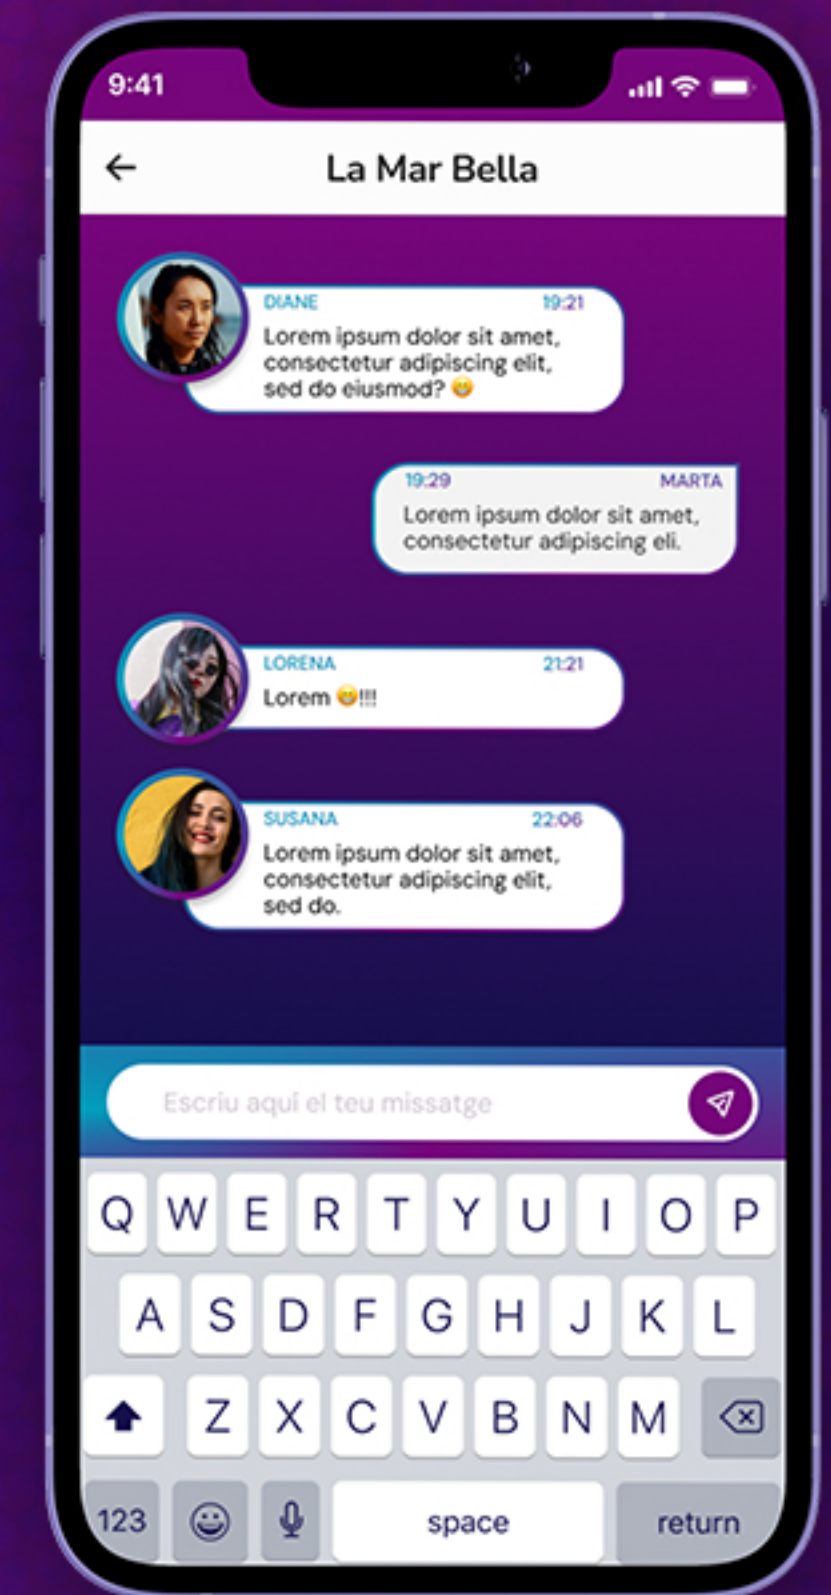 9:41
La Mar Bella
DIANE 19:21
Lorem ipsum dolor sit amet,
consectetur adipiscing elit,
sed do eiusmod? 😁
19:29 MARTA
Lorem ipsum dolor sit amet,
consectetur adipiscing eli.
LORENA 21:21
Lorem 😁!!!
SUSANA 22:06
Lorem ipsum dolor sit amet,
consectetur adipiscing elit,
sed do.
Escriu aquí el teu missatge
Q W E R T Y U I O P
A S D F G H J K L
Z X C V B N M
123 space return